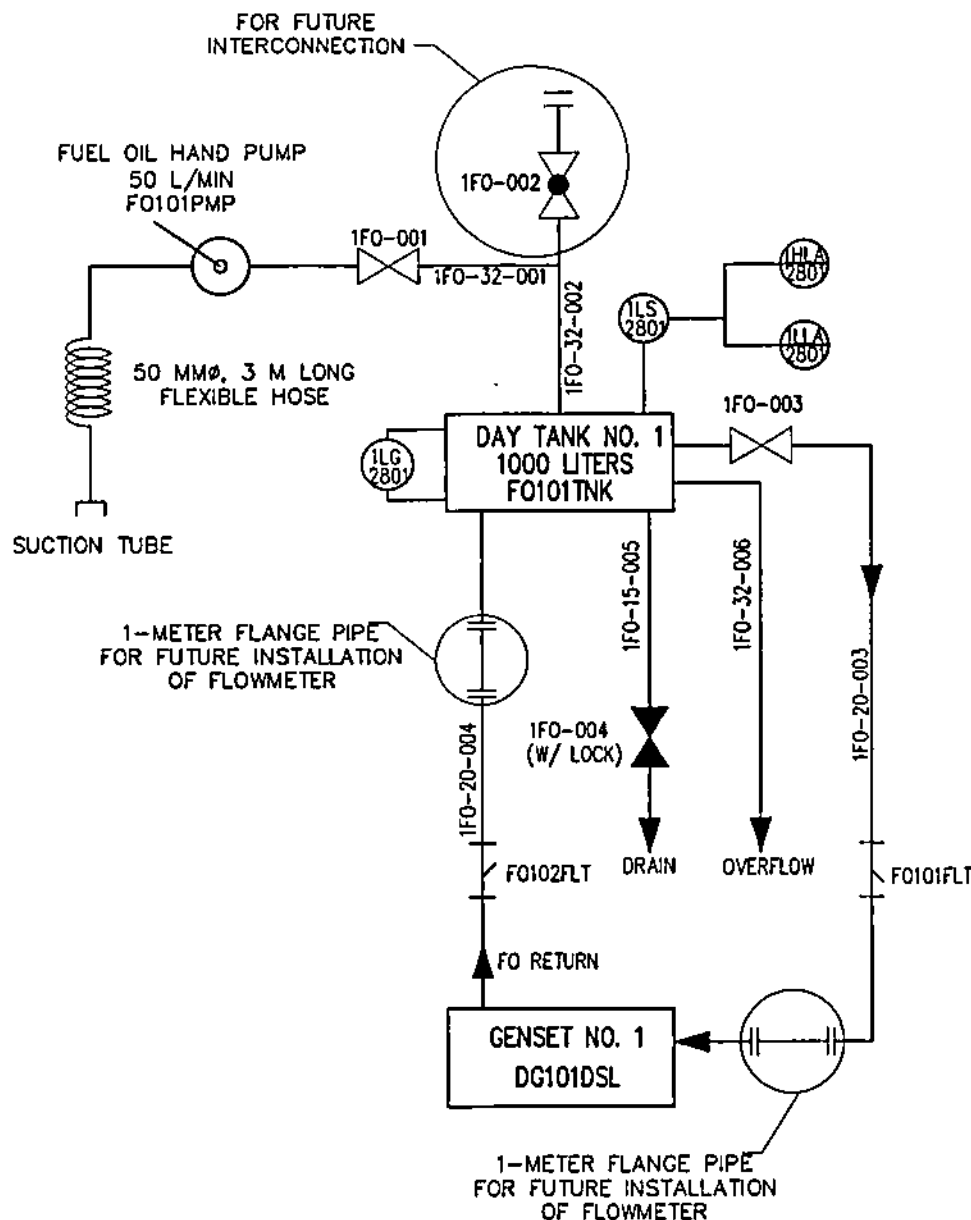 FOR FUTURE
INTERCONNECTION
FUEL OIL HAND PUMP
50 L/MIN
FO101PMP
1FO-002
1FO-001
1FO-32-001
1FO-32-002
1LS
2801
1HLA
2801
1LLA
2801
50 MMø, 3 M LONG
FLEXIBLE HOSE
1FO-003
DAY TANK NO. 1
1000 LITERS
FO101TNK
1LG
2801
SUCTION TUBE
1FO-15-005
1FO-32-006
1FO-20-003
1-METER FLANGE PIPE
FOR FUTURE INSTALLATION
OF FLOWMETER
1FO-20-004
1FO-004
(W/ LOCK)
DRAIN
OVERFLOW
FO102FLT
FO101FLT
FO RETURN
GENSET NO. 1
DG101DSL
1-METER FLANGE PIPE
FOR FUTURE INSTALLATION
OF FLOWMETER